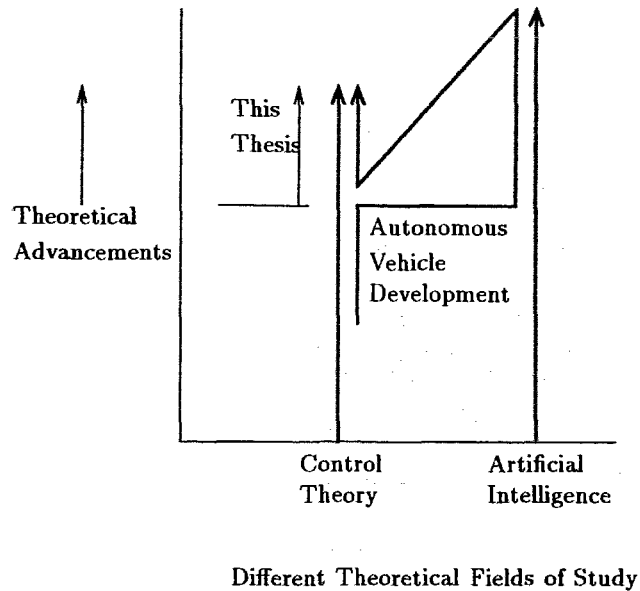 This
Thesis
Theoretical
Advancements
Autonomous
Vehicle
Development
Control
Theory
Artificial
Intelligence
Different Theoretical Fields of Study